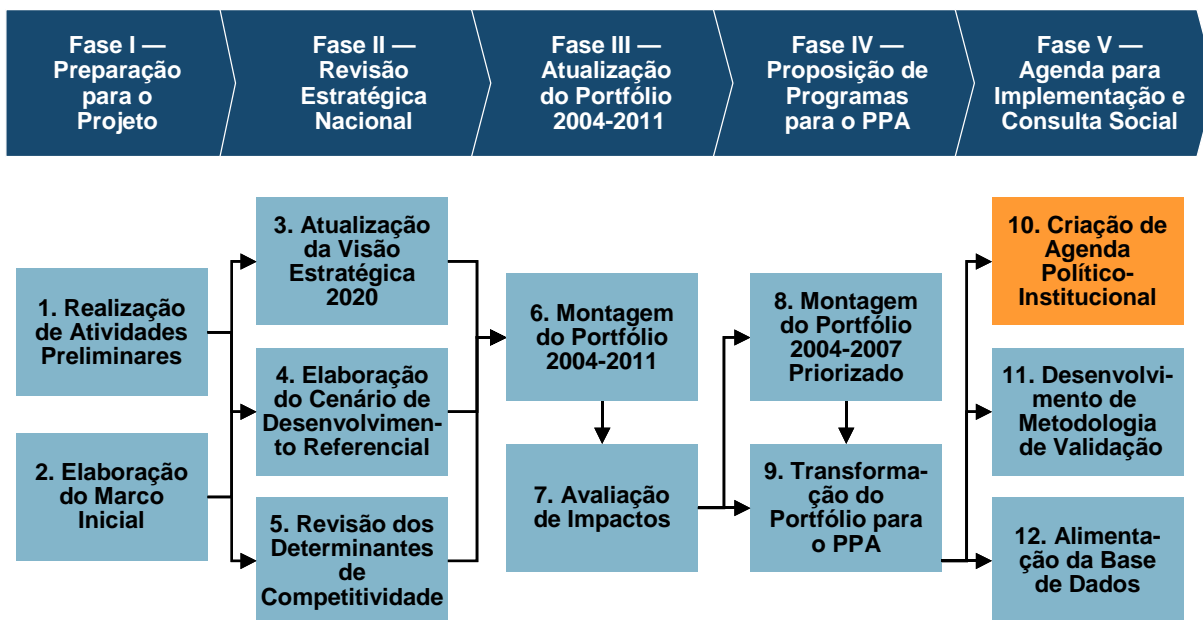 Fase I —
Preparação
para o
Projeto
Fase II —
Revisão
Estratégica
Nacional
Fase III —
Atualização
do Portfólio
2004-2011
Fase IV —
Proposição de
Programas
para o PPA
Fase V —
Agenda para
Implementação e
Consulta Social
1. Realização
de Atividades
Preliminares
2. Elaboração
do Marco
Inicial
3. Atualização
da Visão
Estratégica
2020
4. Elaboração
do Cenário de
Desenvolvimen-
to Referencial
5. Revisão dos
Determinantes
de
Competitividade
6. Montagem
do Portfólio
2004-2011
7. Avaliação
de Impactos
8. Montagem
do Portfólio
2004-2007
Priorizado
9. Transforma-
ção do
Portfólio para
o PPA
10. Criação de
Agenda
Político-
Institucional
11. Desenvolvi-
mento de
Metodologia
de Validação
12. Alimenta-
ção da Base
de Dados